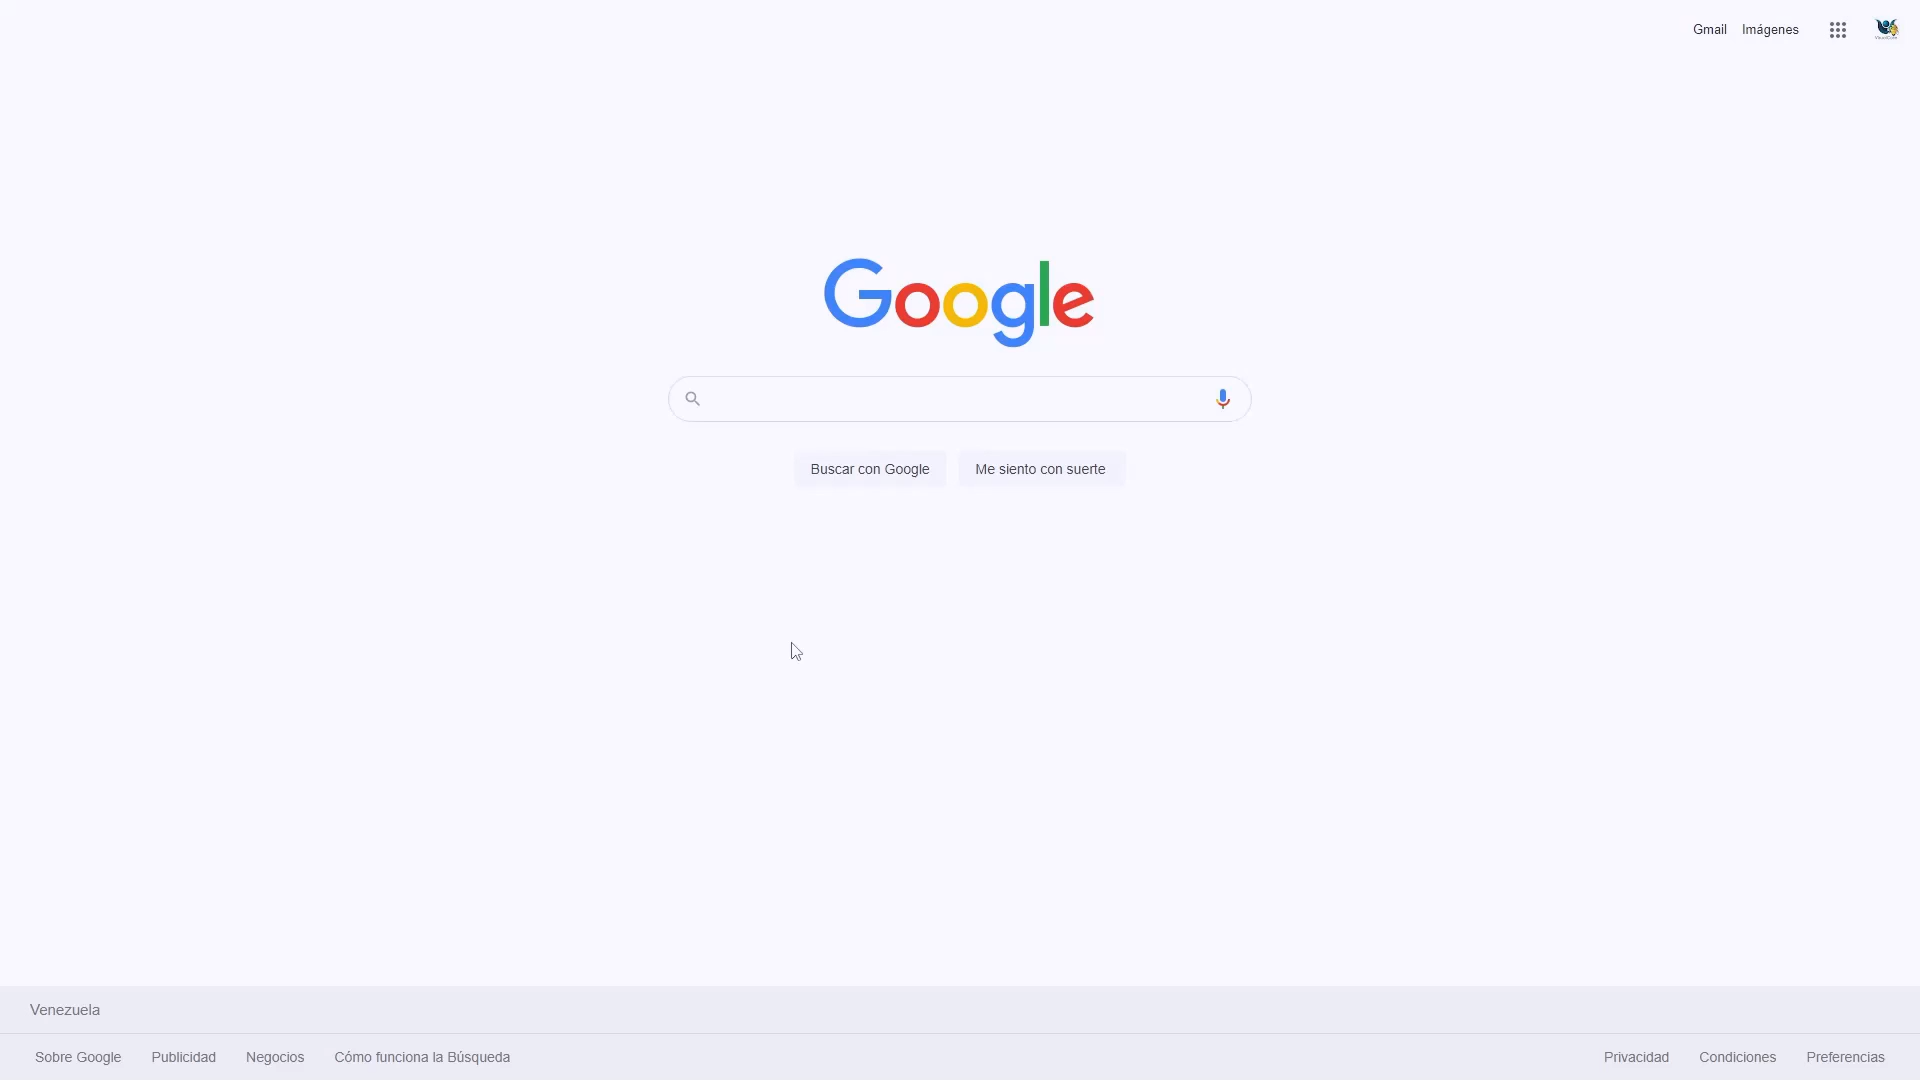 Gmail Imágenes
Google
Buscar con Google Me siento con suerte
Venezuela
Sobre Google Publicidad Negocios Cómo funciona la Búsqueda Privacidad Condiciones Preferencias